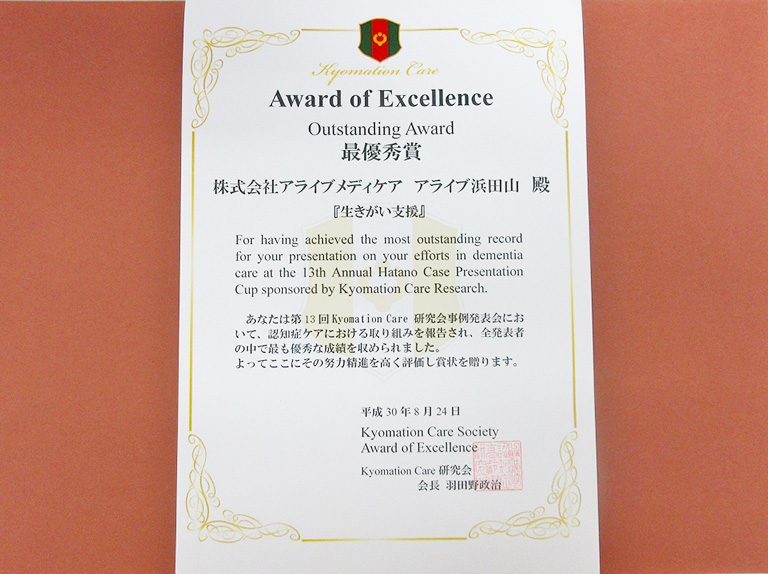 Kyomation Care
Award of Excellence
Outstanding Award
最優秀賞
株式会社アライブメディケア アライブ浜田山 殿
『生きがい支援』
For having achieved the most outstanding record
for your presentation on your efforts in dementia
care at the 13th Annual Hatano Case Presentation
Cup sponsored by Kyomation Care Research.
あなたは第13回Kyomation Care 研究会事例発表会にお
いて、認知症ケアにおける取り組みを報告され、全発表者
の中で最も優秀な成績を収められました。
よってここにその努力精進を高く評価し賞状を贈ります。
平成30年8月24日
Kyomation Care Society
Award of Excellence
Kyomation Care 研究会
会長 羽田野政治